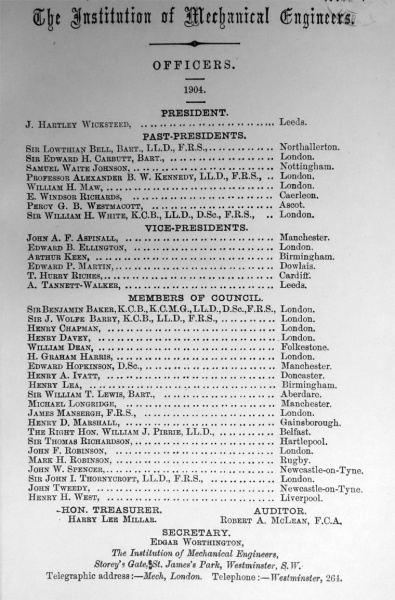 The Institution of Mechanical Engineers.
OFFICERS.
1904.
PRESIDENT.
J. HARTLEY WICKSTEED, Leeds.
PAST-PRESIDENTS.
SIR LOWTHIAN BELL, BART., LL.D., F.R.S., Northallerton.
SIR EDWARD H. CARBUTT, BART., London.
SAMUEL WAITE JOHNSON, Nottingham.
PROFESSOR ALEXANDER B. W. KENNEDY, LL.D., F.R.S., London.
WILLIAM H. MAW, London.
E. WINDSOR RICHARDS, Caerleon.
PERCY G. B. WESTMACOTT, Ascot.
SIR WILLIAM H. WHITE, K.C.B., LL.D., D.Sc., F.R.S., London.
VICE-PRESIDENTS.
JOHN A. F. ASPINALL, Manchester.
EDWARD B. ELLINGTON, London.
ARTHUR KEEN, Birmingham.
EDWARD P. MARTIN, Dowlais.
T. HURRY RICHES, Cardiff.
A. TANNETT-WALKER, Leeds.
MEMBERS OF COUNCIL.
SIR BENJAMIN BAKER, K.C.B., K.C.M.G., LL.D., D.Sc., F.R.S., London.
SIR J. WOLFE BARRY, K.C.B., LL.D., F.R.S., London.
HENRY CHAPMAN, London.
HENRY DAVEY, London.
WILLIAM DEAN, Folkestone.
H. GRAHAM HARRIS, London.
EDWARD HOPKINSON, D.Sc., Manchester.
HENRY A. IVATT, Doncaster.
HENRY LEA, Birmingham.
SIR WILLIAM T. LEWIS, BART., Aberdare.
MICHAEL LONGRIDGE, Manchester.
JAMES MANSERGH, F.R.S., London.
HENRY D. MARSHALL, Gainsborough.
THE RIGHT HON. WILLIAM J. PIRRIE, LL.D., Belfast.
SIR THOMAS RICHARDSON, Hartlepool.
JOHN F. ROBINSON, London.
MARK H. ROBINSON, Rugby.
JOHN W. SPENCER, Newcastle-on-Tyne.
SIR JOHN I. THORNYCROFT, LL.D., F.R.S., London.
JOHN TWEEDY, Newcastle-on-Tyne.
HENRY H. WEST, Liverpool.
HON. TREASURER. AUDITOR.
HARRY LEE MILLAR. ROBERT A. MCLEAN, F.C.A.
SECRETARY.
EDGAR WORTHINGTON,
The Institution of Mechanical Engineers,
Storey's Gate, St. James's Park, Westminster, S.W.
Telegraphic address:—Mech, London. Telephone:—Westminster, 264.